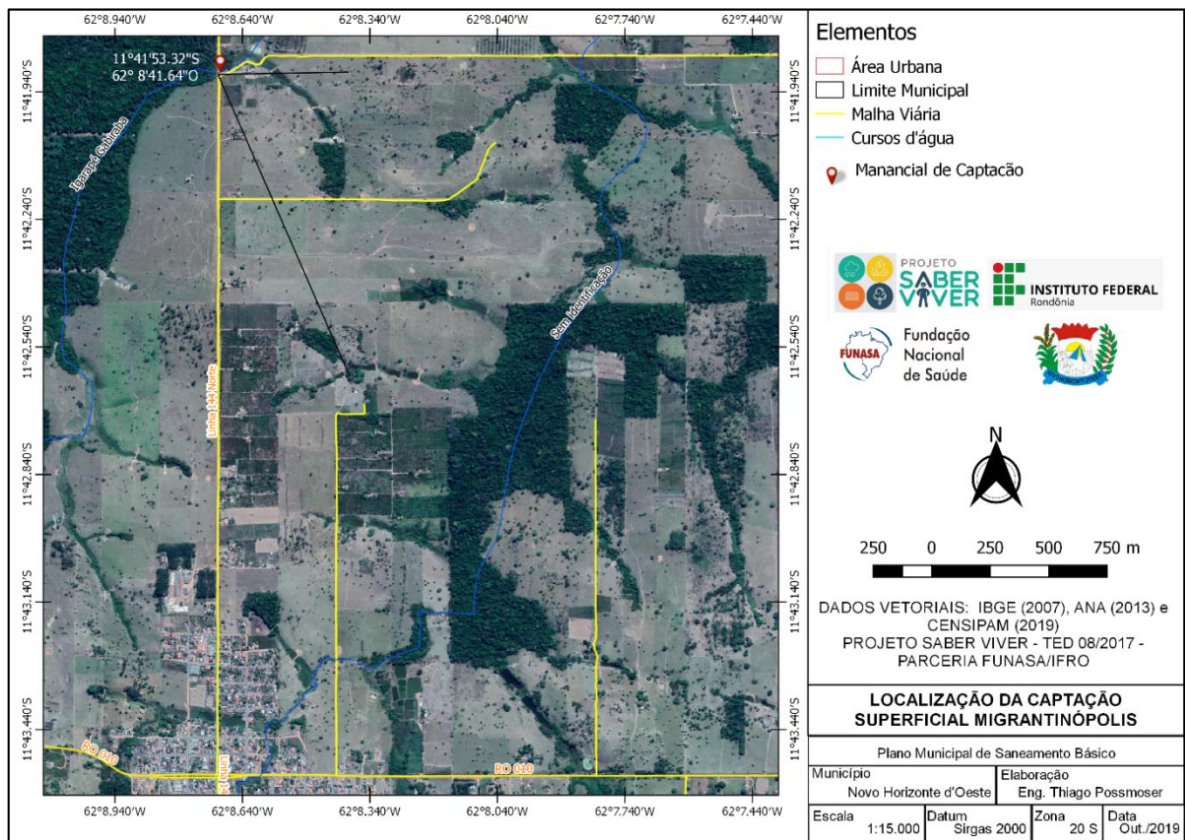 62°8.940'W 62°8.640'W 62°8.340'W 62°8.040'W 62°7.740'W 62°7.440'W
11°41.940'S
11°42.240'S
11°42.540'S
11°42.840'S
11°43.140'S
11°43.440'S
11°41'53.32"S
62° 8'41.64"O
Igarapé Gabiraba
Sem identificação
Linha 144 Norte
RO 010
RO 010
11°41.940'S
11°42.240'S
11°42.540'S
11°42.840'S
11°43.140'S
11°43.440'S
62°8.940'W 62°8.640'W 62°8.340'W 62°8.040'W 62°7.740'W 62°7.440'W
Elementos
Área Urbana
Limite Municipal
Malha Viária
Cursos d'água
Manancial de Captacão
PROJETO
SABER
VIVER
INSTITUTO FEDERAL
Rondônia
FUNASA
Fundação
Nacional
de Saúde
N
250 0 250 500 750 m
DADOS VETORIAIS: IBGE (2007), ANA (2013) e
CENSIPAM (2019)
PROJETO SABER VIVER - TED 08/2017 -
PARCERIA FUNASA/IFRO
LOCALIZAÇÃO DA CAPTAÇÃO
SUPERFICIAL MIGRANTINÓPOLIS
Plano Municipal de Saneamento Básico
Município
Novo Horizonte d'Oeste
Elaboração
Eng. Thiago Possmoser
Escala
1:15.000
Datum
Sirgas 2000
Zona
20 S
Data
Out./2019